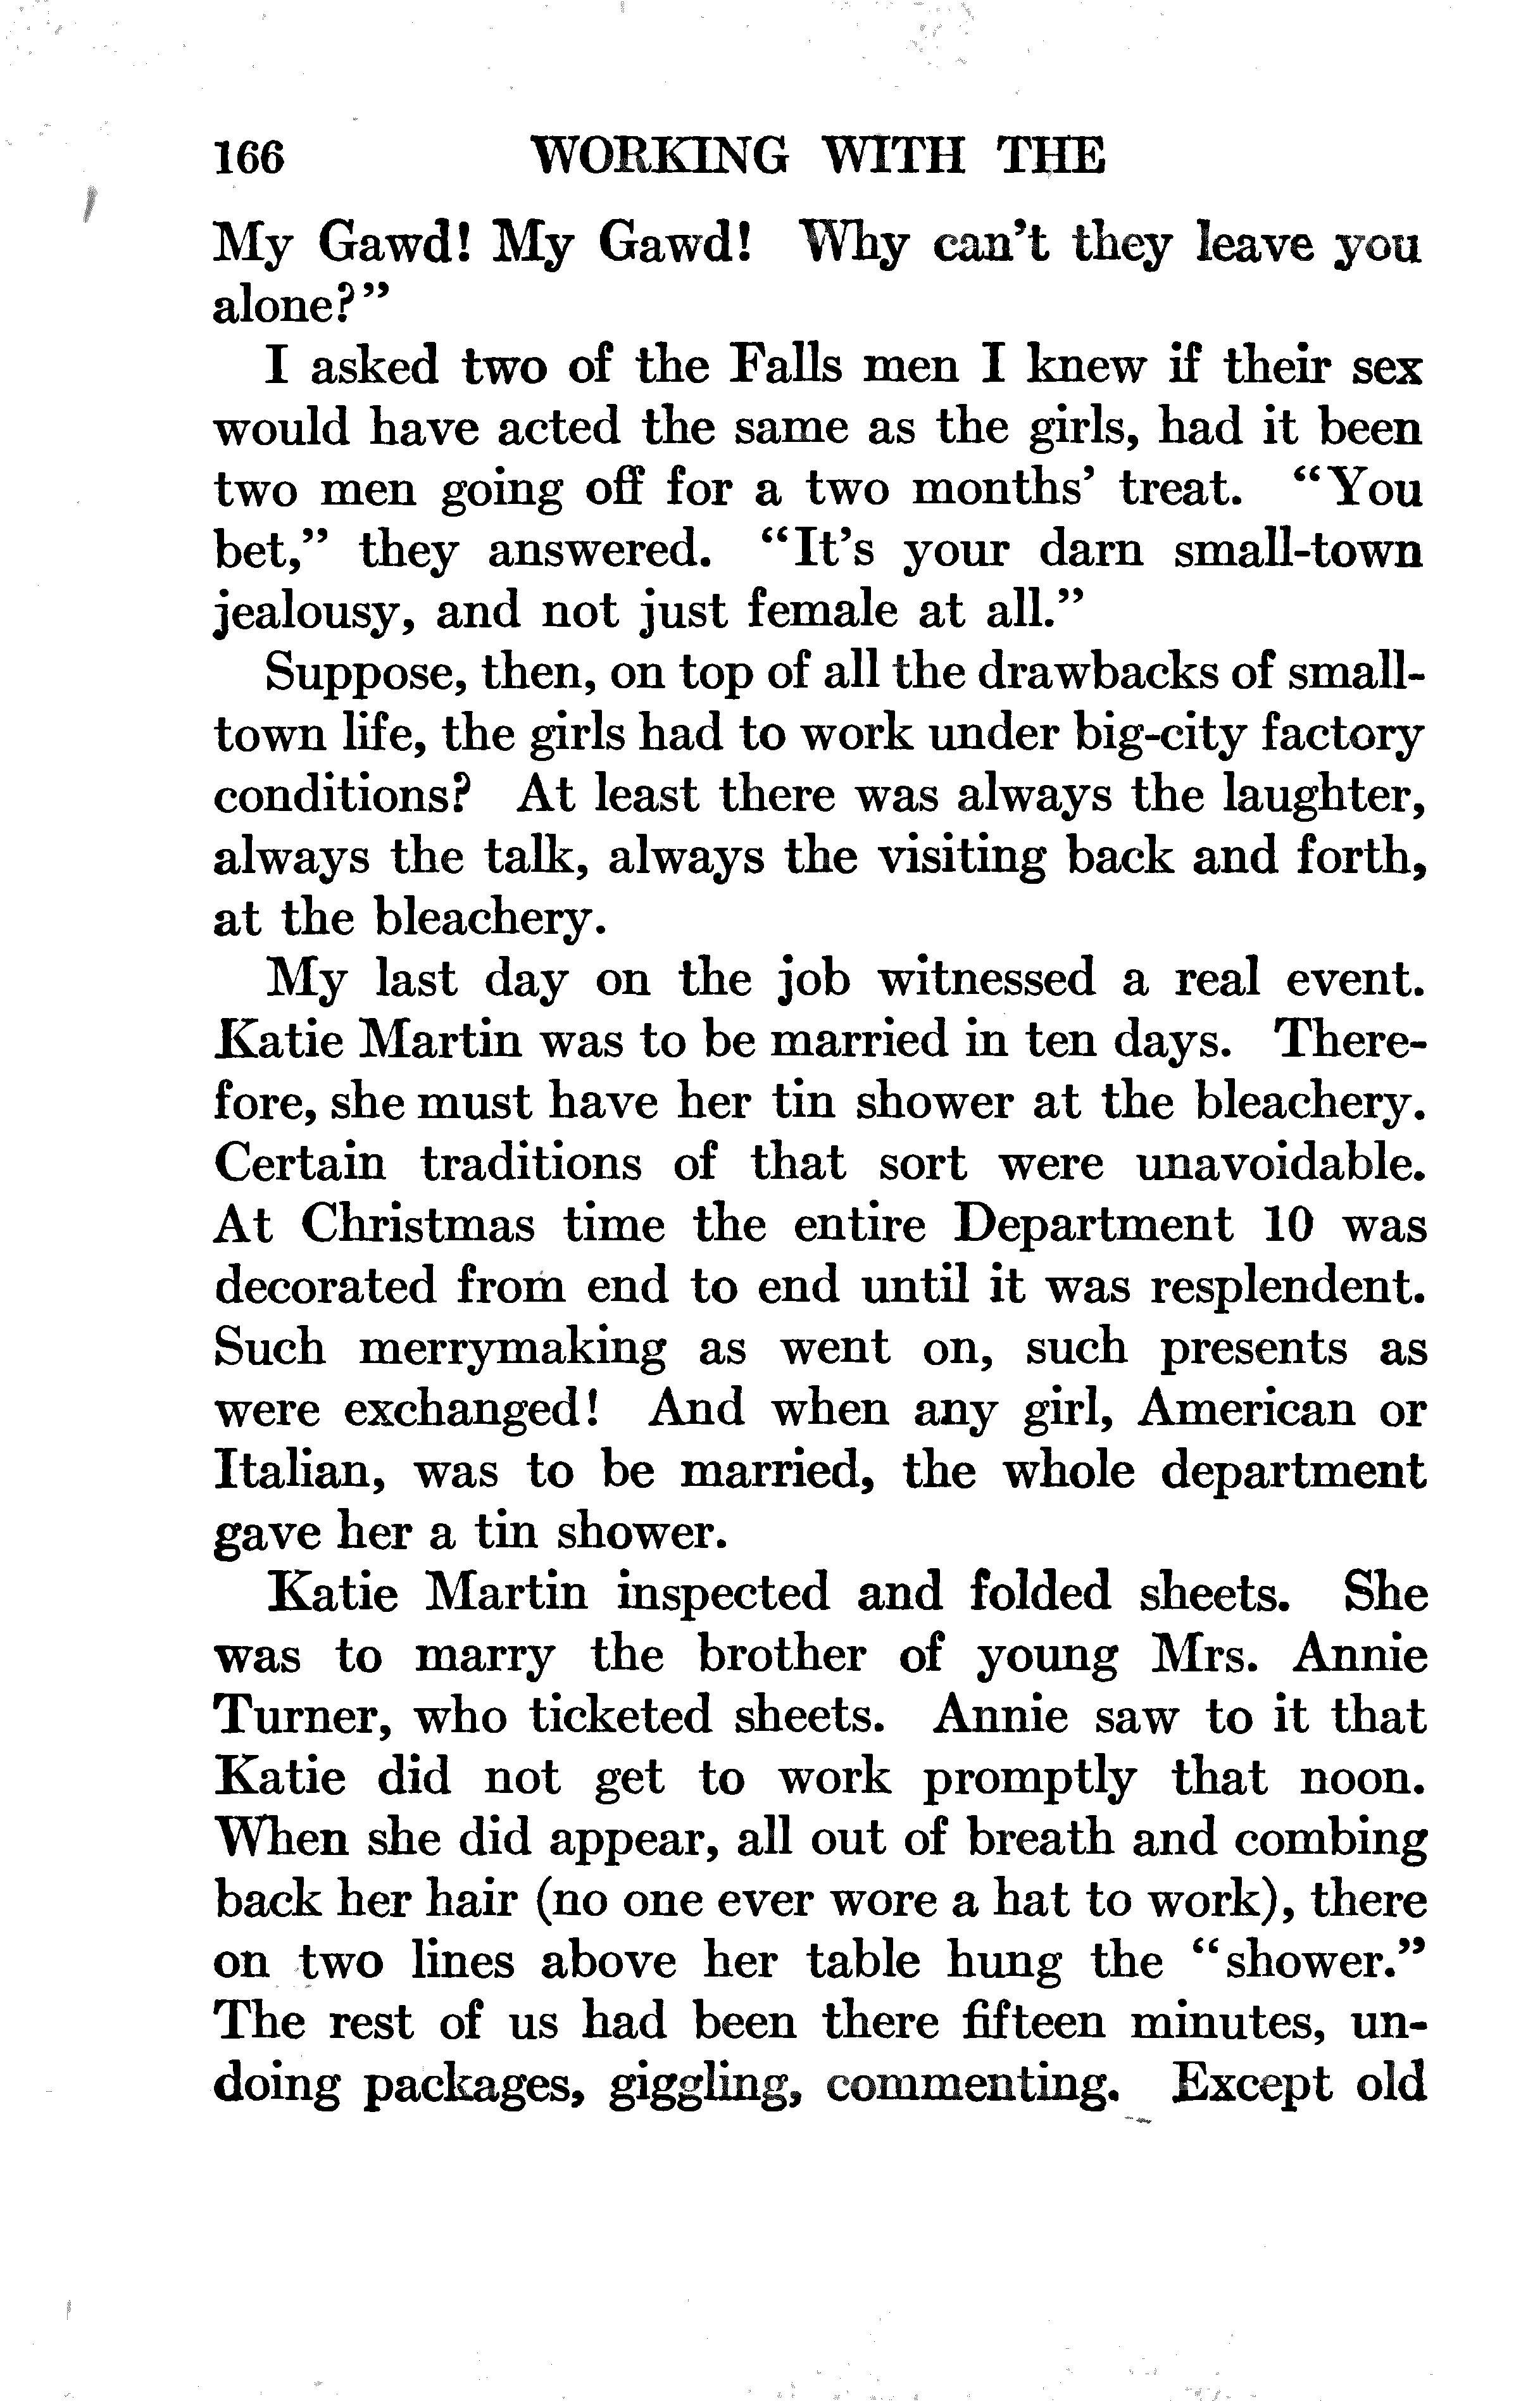 166 WORKING WITH THE
My Gawd! My Gawd! Why can't they leave you
alone?"
I asked two of the Falls men I knew if their sex
would have acted the same as the girls, had it been
two men going off for a two months' treat. "You
bet," they answered. "It's your darn small-town
jealousy, and not just female at all."
Suppose, then, on top of all the drawbacks of small-
town life, the girls had to work under big-city factory
conditions? At least there was always the laughter,
always the talk, always the visiting back and forth,
at the bleachery.
My last day on the job witnessed a real event.
Katie Martin was to be married in ten days. There-
fore, she must have her tin shower at the bleachery.
Certain traditions of that sort were unavoidable.
At Christmas time the entire Department 10 was
decorated from end to end until it was resplendent.
Such merrymaking as went on, such presents as
were exchanged! And when any girl, American or
Italian, was to be married, the whole department
gave her a tin shower.
Katie Martin inspected and folded sheets. She
was to marry the brother of young Mrs. Annie
Turner, who ticketed sheets. Annie saw to it that
Katie did not get to work promptly that noon.
When she did appear, all out of breath and combing
back her hair (no one ever wore a hat to work), there
on two lines above her table hung the "shower."
The rest of us had been there fifteen minutes, un-
doing packages, giggling, commenting. Except old